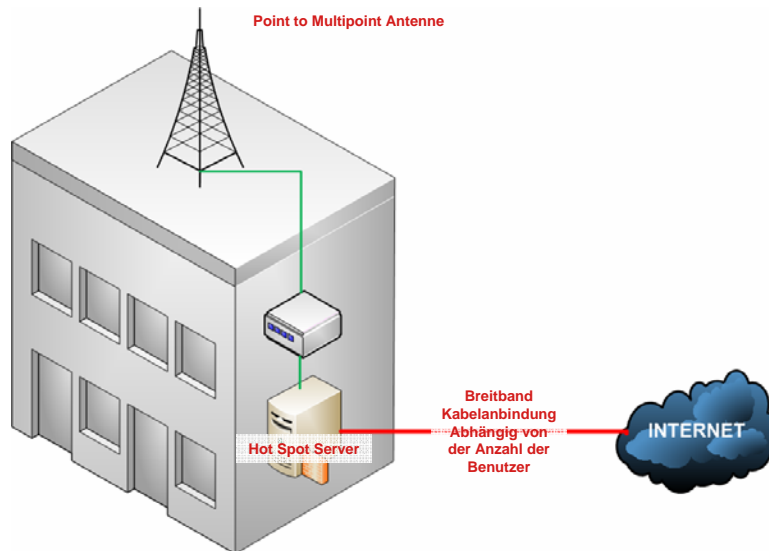 Point to Multipoint Antenne
Hot Spot Server
Breitband
Kabelanbindung
Abhängig von
der Anzahl der
Benutzer
INTERNET